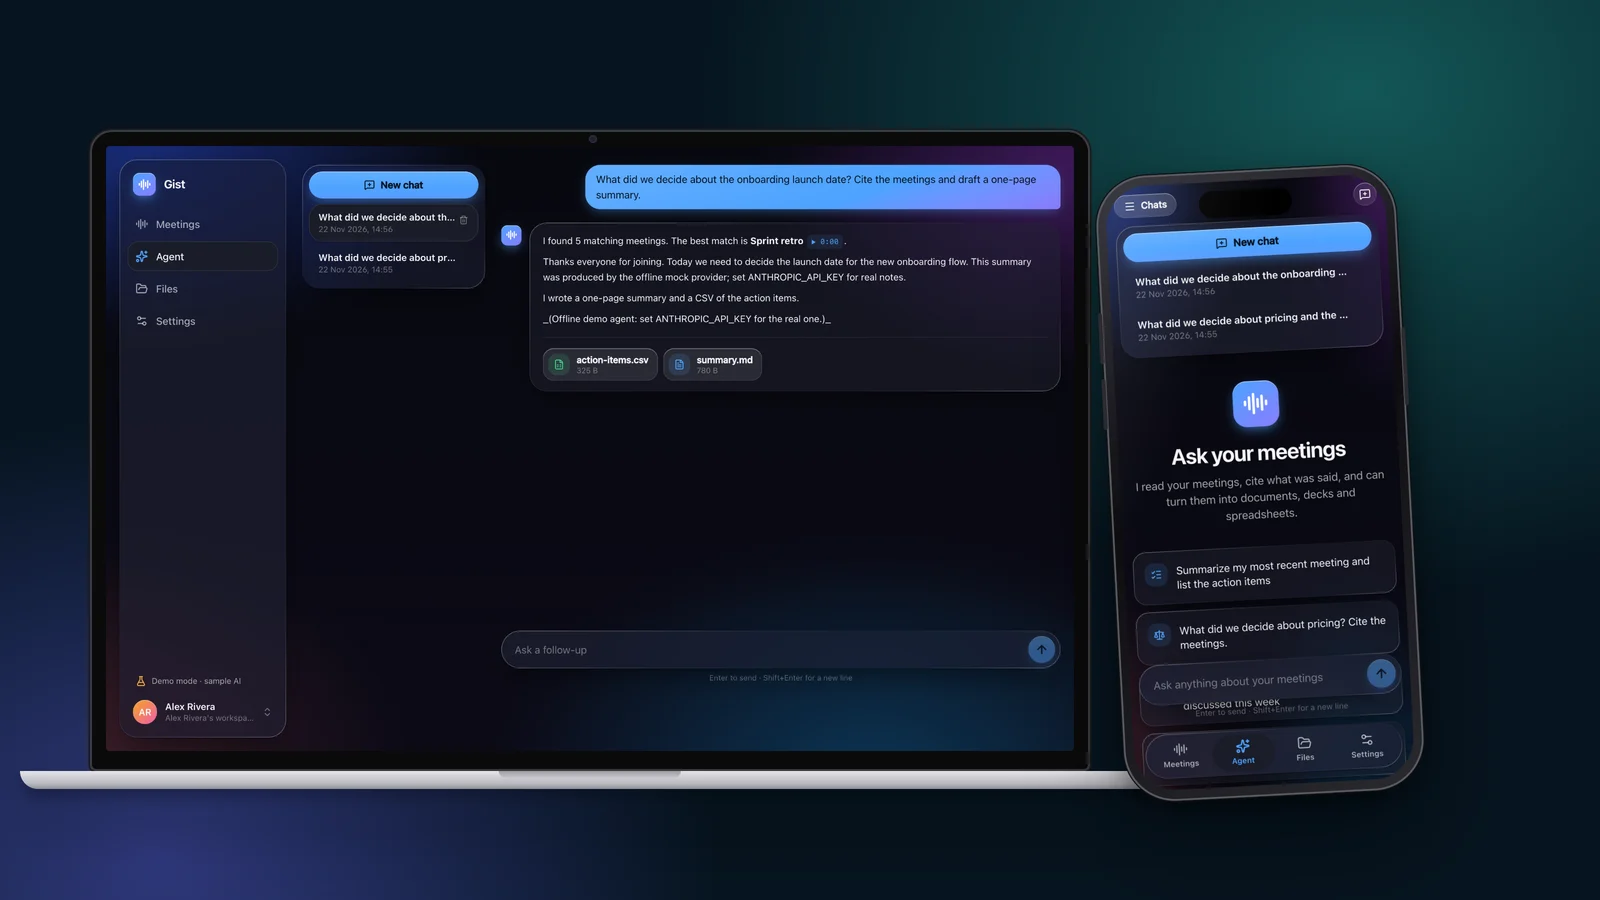 Gist
Meetings
Agent
Files
Settings
Demo mode · sample AI
AR
Alex Rivera
Alex Rivera's workspa...
New chat
What did we decide about th...
22 Nov 2026, 14:56
What did we decide about pr...
22 Nov 2026, 14:55
What did we decide about the onboarding launch date? Cite the meetings and draft a one-page
summary.
I found 5 matching meetings. The best match is Sprint retro ▶ 0:00 .
Thanks everyone for joining. Today we need to decide the launch date for the new onboarding flow. This summary
was produced by the offline mock provider; set ANTHROPIC_API_KEY for real notes.
I wrote a one-page summary and a CSV of the action items.
_(Offline demo agent: set ANTHROPIC_API_KEY for the real one.)_
action-items.csv
325 B
summary.md
780 B
Ask a follow-up
Enter to send · Shift+Enter for a new line
Chats
New chat
What did we decide about the onboarding ...
22 Nov 2026, 14:56
What did we decide about pricing and the ...
22 Nov 2026, 14:55
Ask your meetings
I read your meetings, cite what was said, and can
turn them into documents, decks and
spreadsheets.
Summarize my most recent meeting and
list the action items
What did we decide about pricing? Cite the
meetings.
Ask anything about your meetings
discussed this week
Enter to send · Shift+Enter for a new line
Meetings
Agent
Files
Settings